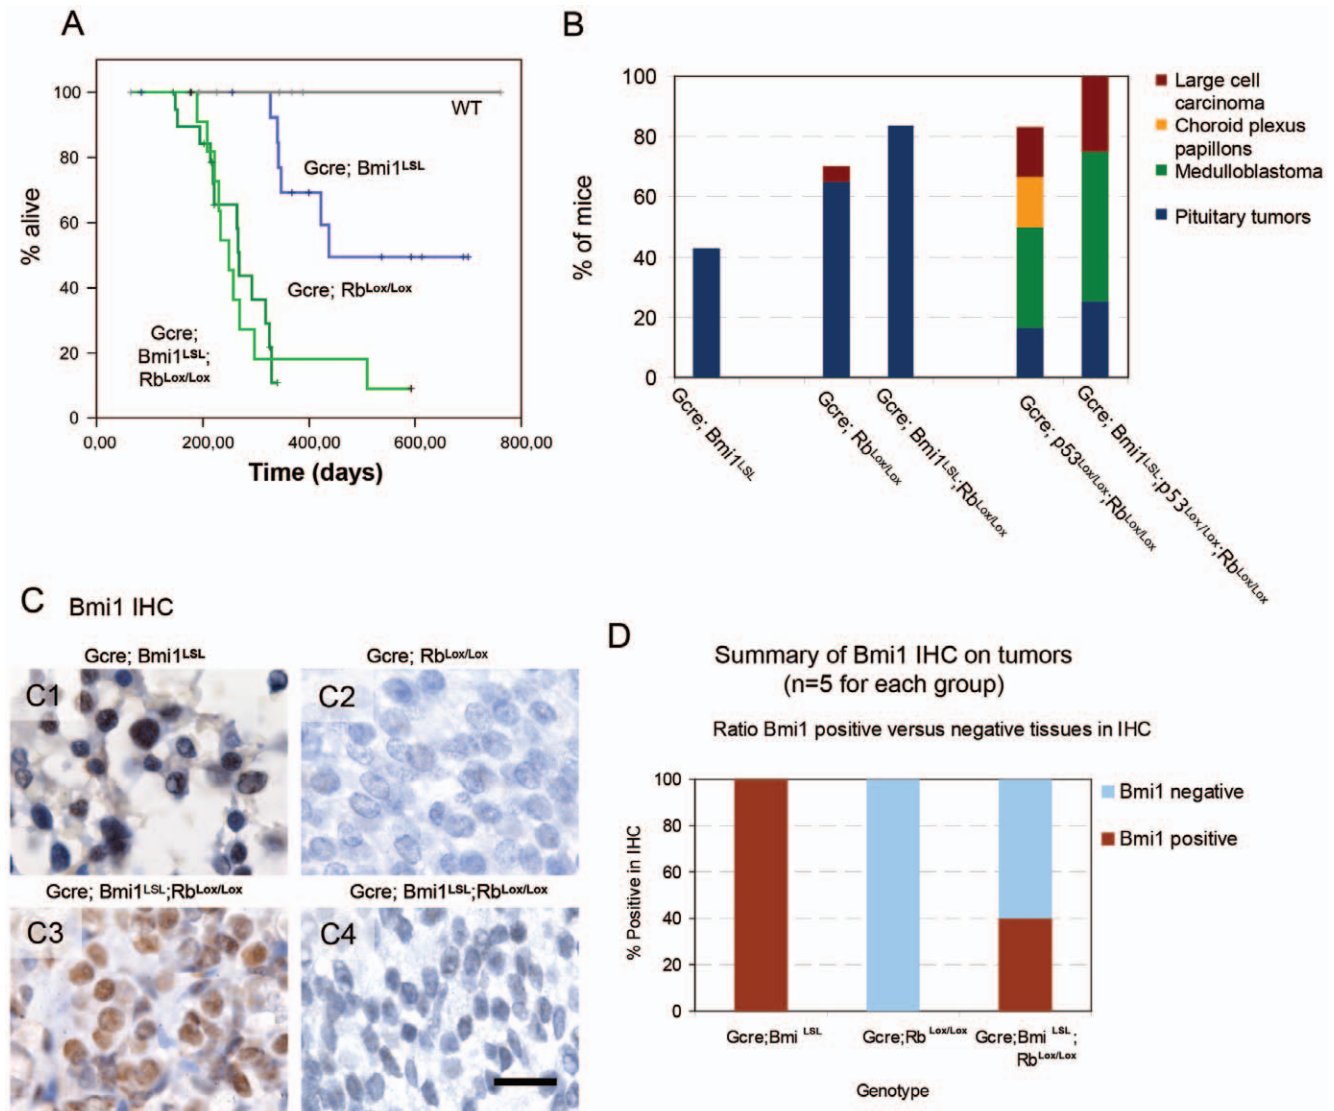 A
100
80
60
40
20
0
% alive
WT
Gcre; Bmi1LSL
Gcre; RbLox/Lox
Gcre;
Bmi1LSL;
RbLox/Lox
0,00 200,00 400,00 600,00 800,00
Time (days)
B
100
80
60
40
20
0
% of mice
Large cell
carcinoma
Choroid plexus
papillons
Medulloblastoma
Pituitary tumors
Gcre; Bmi1LSL
Gcre; RbLox/Lox
Gcre; Bmi1LSL;RbLox/Lox
Gcre; p53Lox/Lox;RbLox/Lox
Gcre; Bmi1LSL;p53Lox/Lox;RbLox/Lox
C Bmi1 IHC
Gcre; Bmi1LSL
C1
Gcre; RbLox/Lox
C2
Gcre; Bmi1LSL;RbLox/Lox
C3
Gcre; Bmi1LSL;RbLox/Lox
C4
D
Summary of Bmi1 IHC on tumors
(n=5 for each group)
Ratio Bmi1 positive versus negative tissues in IHC
100
80
60
40
20
0
% Positive in IHC
Bmi1 negative
Bmi1 positive
Gcre;Bmi LSL
Gcre;Rb Lox/Lox
Gcre;Bmi LSL;
RbLox/Lox
Genotype